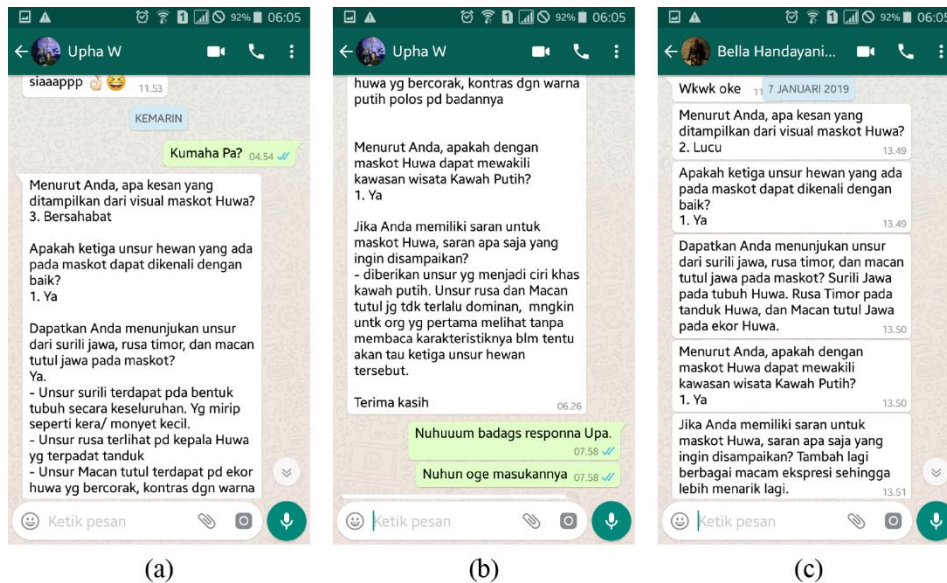 92% 06:05
Upha W
siaaappp 👌😆 11.53
KEMARIN
Kumaha Pa? 04.54
Menurut Anda, apa kesan yang
ditampilkan dari visual maskot Huwa?
3. Bersahabat
Apakah ketiga unsur hewan yang ada
pada maskot dapat dikenali dengan
baik?
1. Ya
Dapatkan Anda menunjukan unsur
dari surili jawa, rusa timor, dan macan
tutul jawa pada maskot?
Ya.
- Unsur surili terdapat pda bentuk
tubuh secara keseluruhan. Yg mirip
seperti kera/ monyet kecil.
- Unsur rusa terlihat pd kepala Huwa
yg terpadat tanduk
- Unsur Macan tutul terdapat pd ekor
huwa yg bercorak, kontras dgn warna
Ketik pesan
(a)
92% 06:05
Upha W
huwa yg bercorak, kontras dgn warna
putih polos pd badannya
Menurut Anda, apakah dengan
maskot Huwa dapat mewakili
kawasan wisata Kawah Putih?
1. Ya
Jika Anda memiliki saran untuk
maskot Huwa, saran apa saja yang
ingin disampaikan?
- diberikan unsur yg menjadi ciri khas
kawah putih. Unsur rusa dan Macan
tutul jg tdk terlalu dominan, mngkin
untk org yg pertama melihat tanpa
membaca karakteristiknya blm tentu
akan tau ketiga unsur hewan
tersebut.
Terima kasih 06.26
Nuhuuum badags responna Upa.
07.58
Nuhun oge masukannya 07.58
Ketik pesan
(b)
92% 06:05
Bella Handayani...
Wkwk oke
7 JANUARI 2019
Menurut Anda, apa kesan yang
ditampilkan dari visual maskot Huwa?
2. Lucu 13.49
Apakah ketiga unsur hewan yang ada
pada maskot dapat dikenali dengan
baik?
1. Ya 13.49
Dapatkan Anda menunjukan unsur
dari surili jawa, rusa timor, dan macan
tutul jawa pada maskot? Surili Jawa
pada tubuh Huwa. Rusa Timor pada
tanduk Huwa, dan Macan tutul Jawa
pada ekor Huwa. 13.50
Menurut Anda, apakah dengan
maskot Huwa dapat mewakili
kawasan wisata Kawah Putih?
1. Ya 13.50
Jika Anda memiliki saran untuk
maskot Huwa, saran apa saja yang
ingin disampaikan? Tambah lagi
berbagai macam ekspresi sehingga
lebih menarik lagi. 13.51
Ketik pesan
(c)